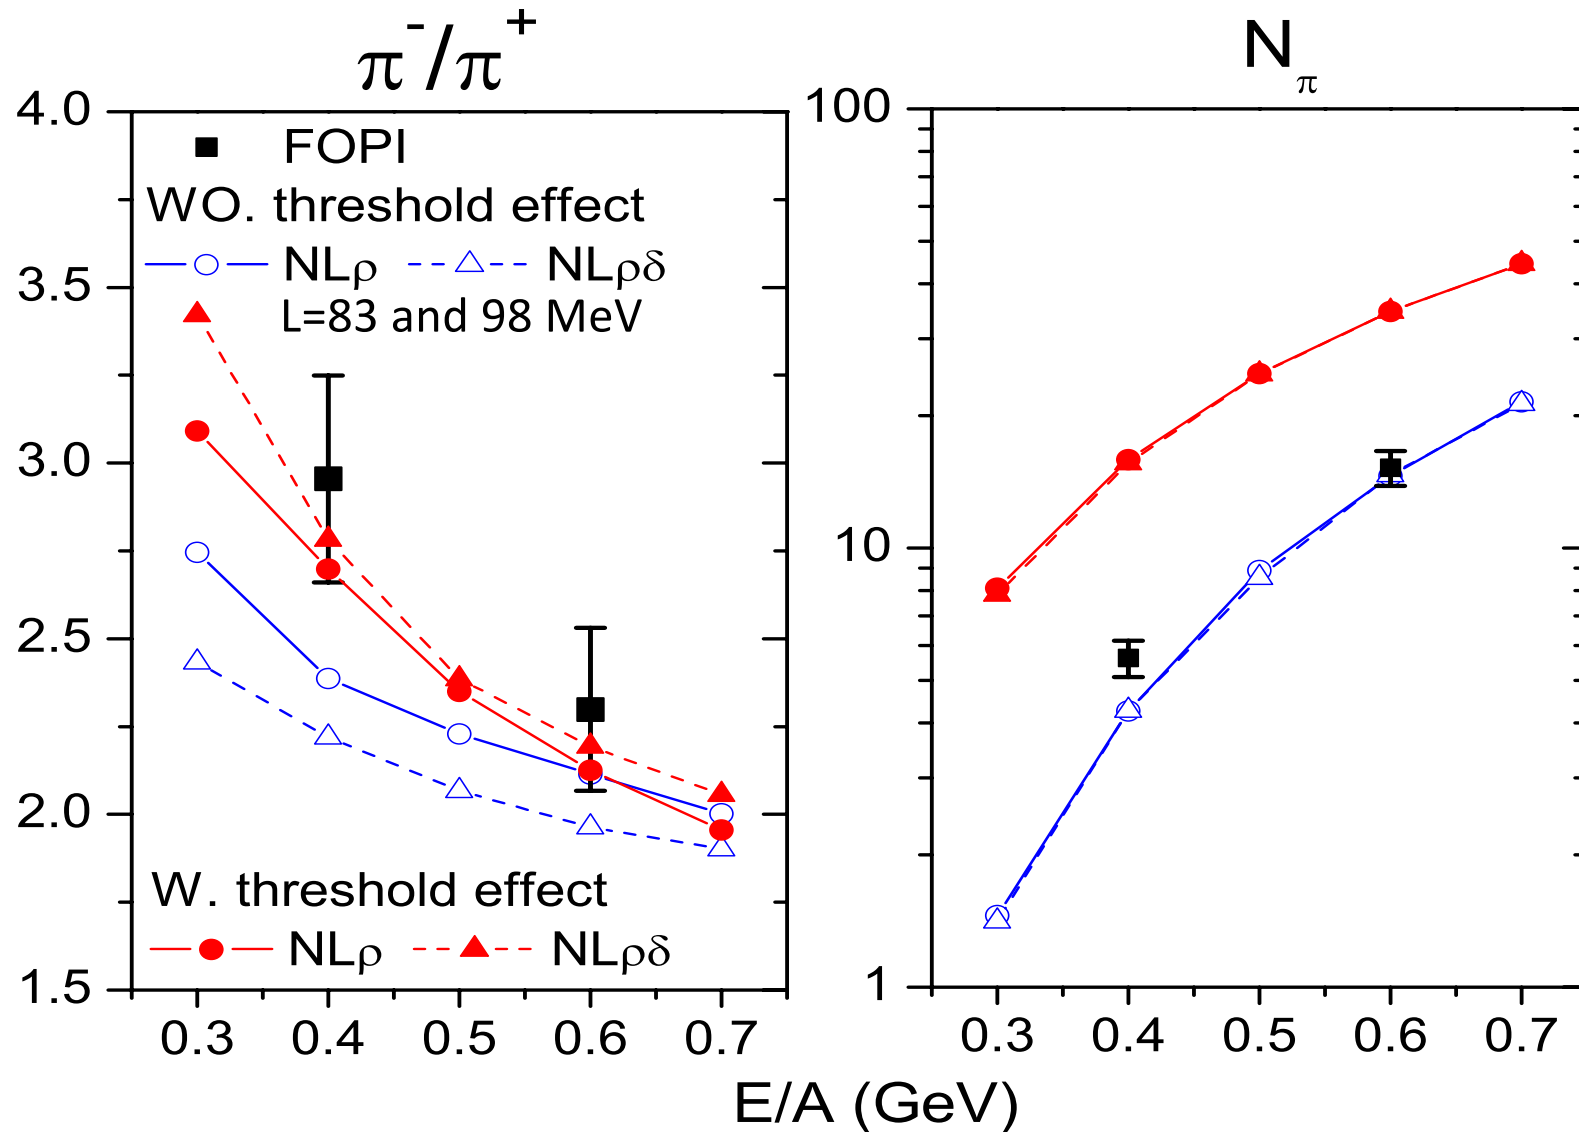 π⁻/π⁺
4.0
3.5
3.0
2.5
2.0
1.5
FOPI
WO. threshold effect
NLρ NLρδ
L=83 and 98 MeV
W. threshold effect
NLρ NLρδ
0.3 0.4 0.5 0.6 0.7
N_π
100
10
1
0.3 0.4 0.5 0.6 0.7
E/A (GeV)